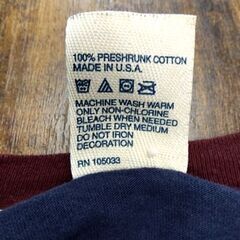 100% PRESHRUNK COTTON
MADE IN U.S.A.
MACHINE WASH WARM
ONLY NON-CHLORINE
BLEACH WHEN NEEDED
TUMBLE DRY MEDIUM
DO NOT IRON
DECORATION
RN 105033